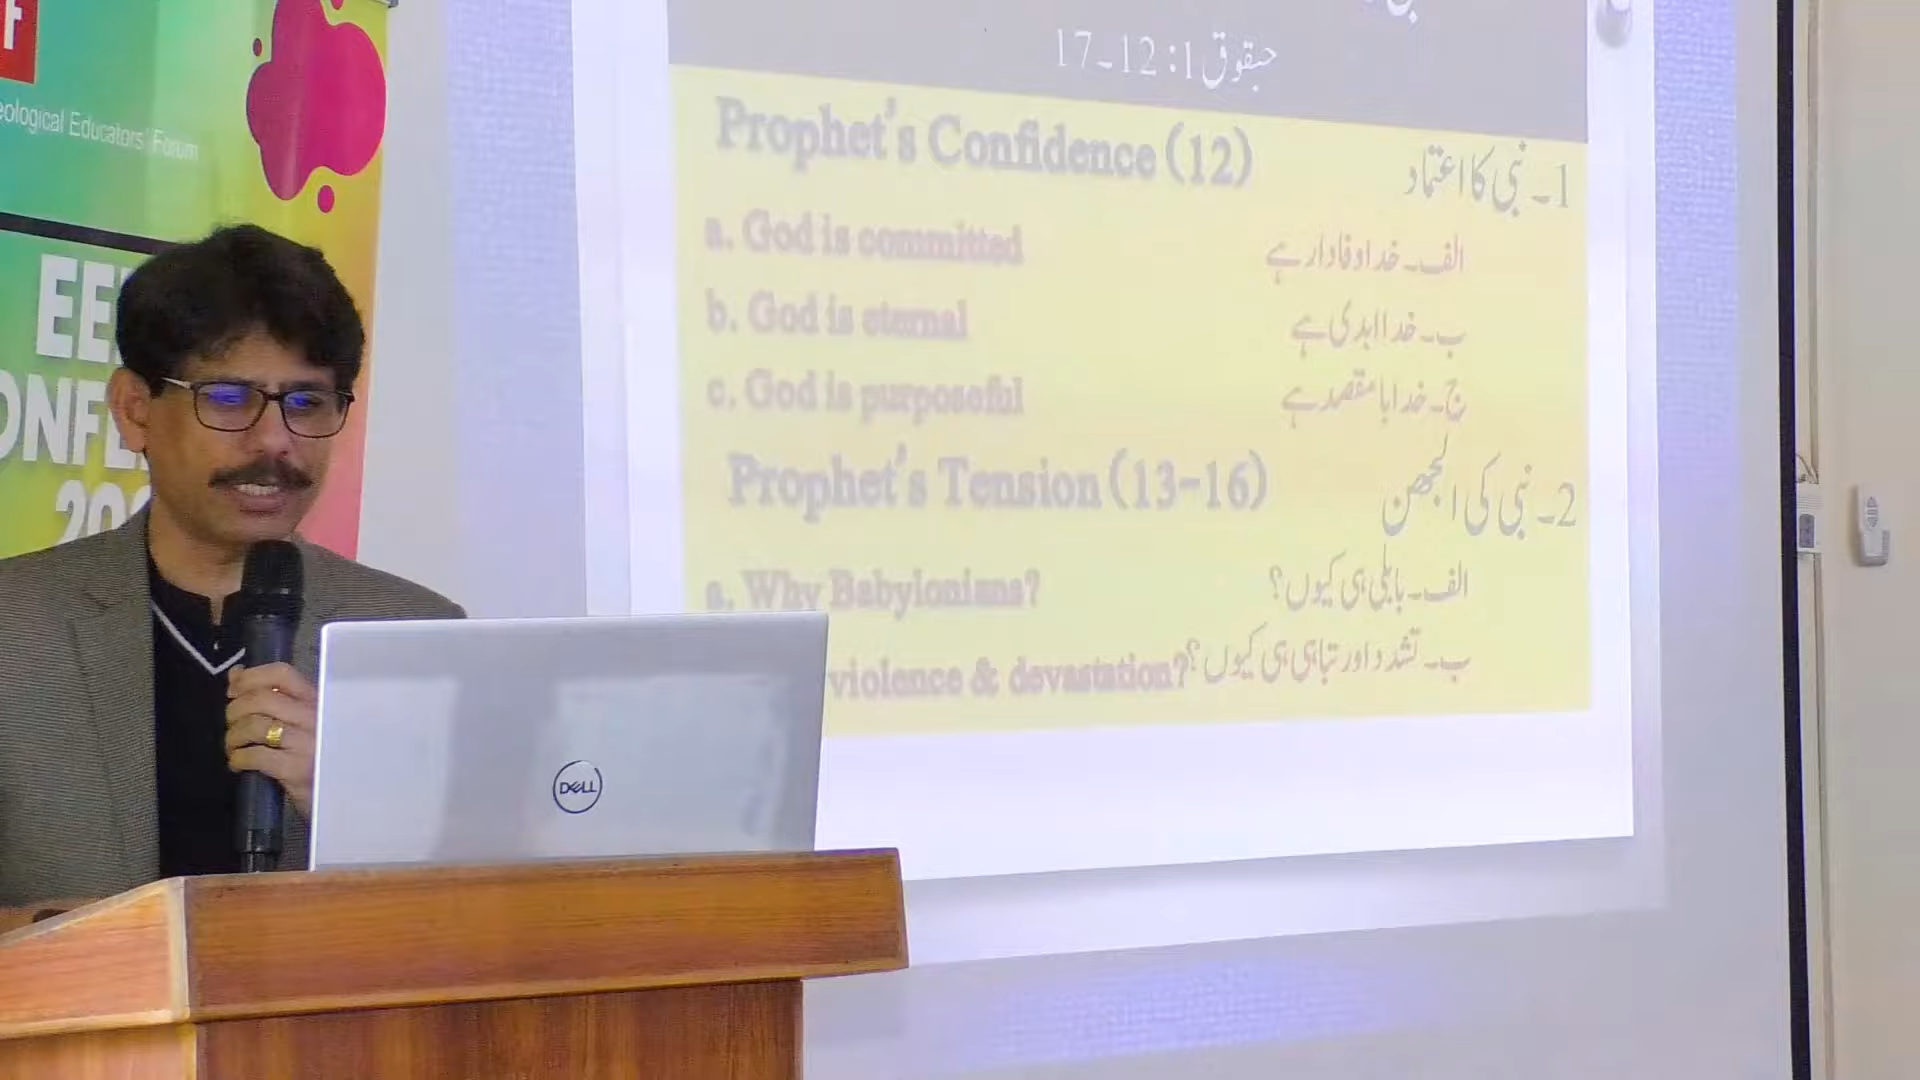 f
eological Educators' Forum
EE
ONFE
20
حبقوق 1: 12-17
Prophet's Confidence (12)
1۔ نبی کا اعتماد
a. God is committed
الف۔ خدا وفادار ہے
b. God is eternal
ب۔ خدا ابدی ہے
c. God is purposeful
ج۔ خدا با مقصد ہے
Prophet's Tension (13-16)
2۔ نبی کی الجھن
a. Why Babylonians?
الف۔ بابلی ہی کیوں؟
violence & devastation?
ب۔ تشدد اور تباہی ہی کیوں؟
DELL